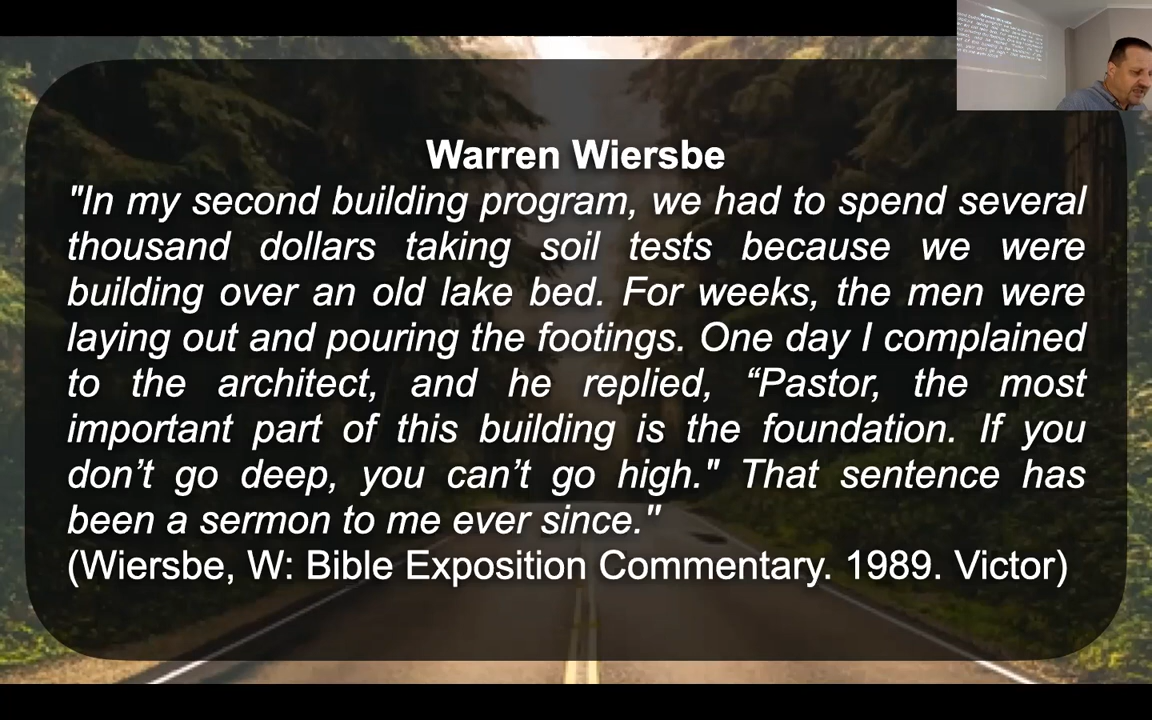 Warren Wiersbe
"In my second building program, we had to spend several
thousand dollars taking soil tests because we were
building over an old lake bed. For weeks, the men were
laying out and pouring the footings. One day I complained
to the architect, and he replied, “Pastor, the most
important part of this building is the foundation. If you
don’t go deep, you can’t go high." That sentence has
been a sermon to me ever since."
(Wiersbe, W: Bible Exposition Commentary. 1989. Victor)